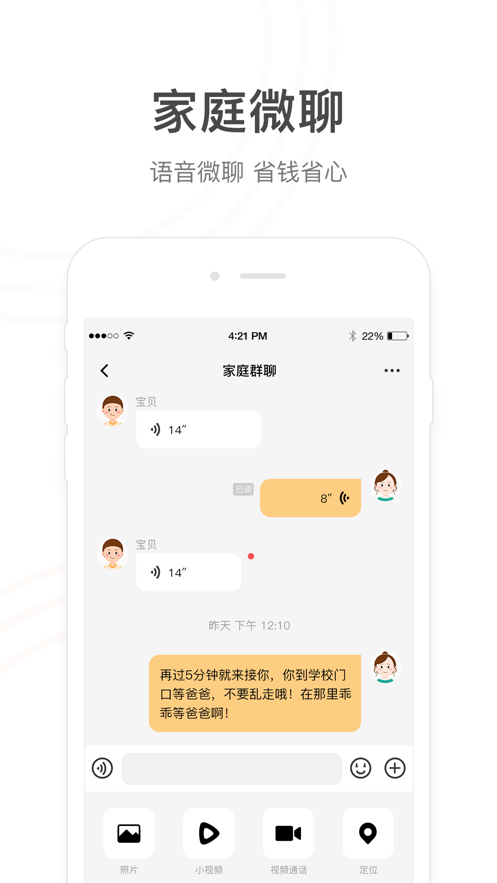 家庭微聊
语音微聊 省钱省心
4:21 PM
22%
家庭群聊
宝贝
14″
已读
8″
宝贝
14″
昨天 下午 12:10
再过5分钟就来接你，你到学校门
口等爸爸，不要乱走哦！在那里乖
乖等爸爸啊！
照片
小视频
视频通话
定位